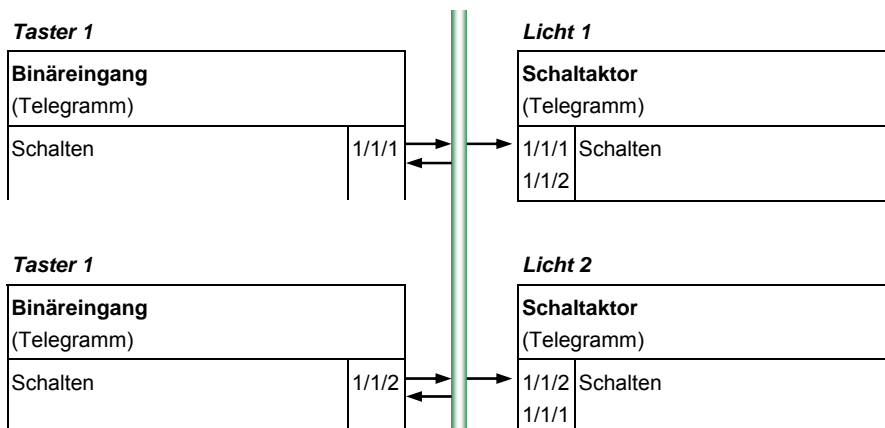 Taster 1
Licht 1
Binäreingang
(Telegramm)
Schaltaktor
(Telegramm)
Schalten 1/1/1
1/1/1 Schalten
1/1/2
Taster 1
Licht 2
Binäreingang
(Telegramm)
Schaltaktor
(Telegramm)
Schalten 1/1/2
1/1/2 Schalten
1/1/1